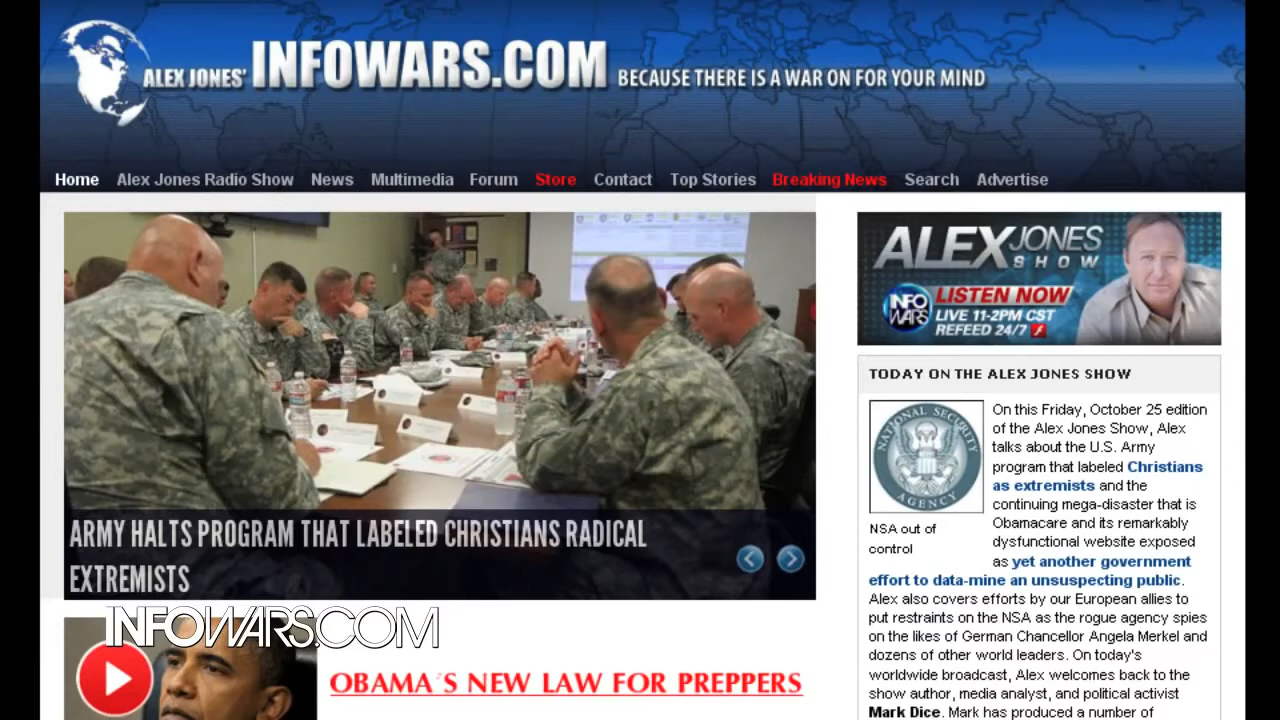 ALEX JONES' INFOWARS.COM BECAUSE THERE IS A WAR ON FOR YOUR MIND
Home Alex Jones Radio Show News Multimedia Forum Store Contact Top Stories Breaking News Search Advertise
ARMY HALTS PROGRAM THAT LABELED CHRISTIANS RADICAL
EXTREMISTS
INFOWARS.COM
OBAMA'S NEW LAW FOR PREPPERS
ALEX JONES
SHOW
INFO
WARS
LISTEN NOW
LIVE 11-2PM CST
REFEED 24/7
TODAY ON THE ALEX JONES SHOW
NATIONAL SECURITY
AGENCY
NSA out of
control
On this Friday, October 25 edition
of the Alex Jones Show, Alex
talks about the U.S. Army
program that labeled Christians
as extremists and the
continuing mega-disaster that is
Obamacare and its remarkably
dysfunctional website exposed
as yet another government
effort to data-mine an unsuspecting public.
Alex also covers efforts by our European allies to
put restraints on the NSA as the rogue agency spies
on the likes of German Chancellor Angela Merkel and
dozens of other world leaders. On today's
worldwide broadcast, Alex welcomes back to the
show author, media analyst, and political activist
Mark Dice. Mark has produced a number of